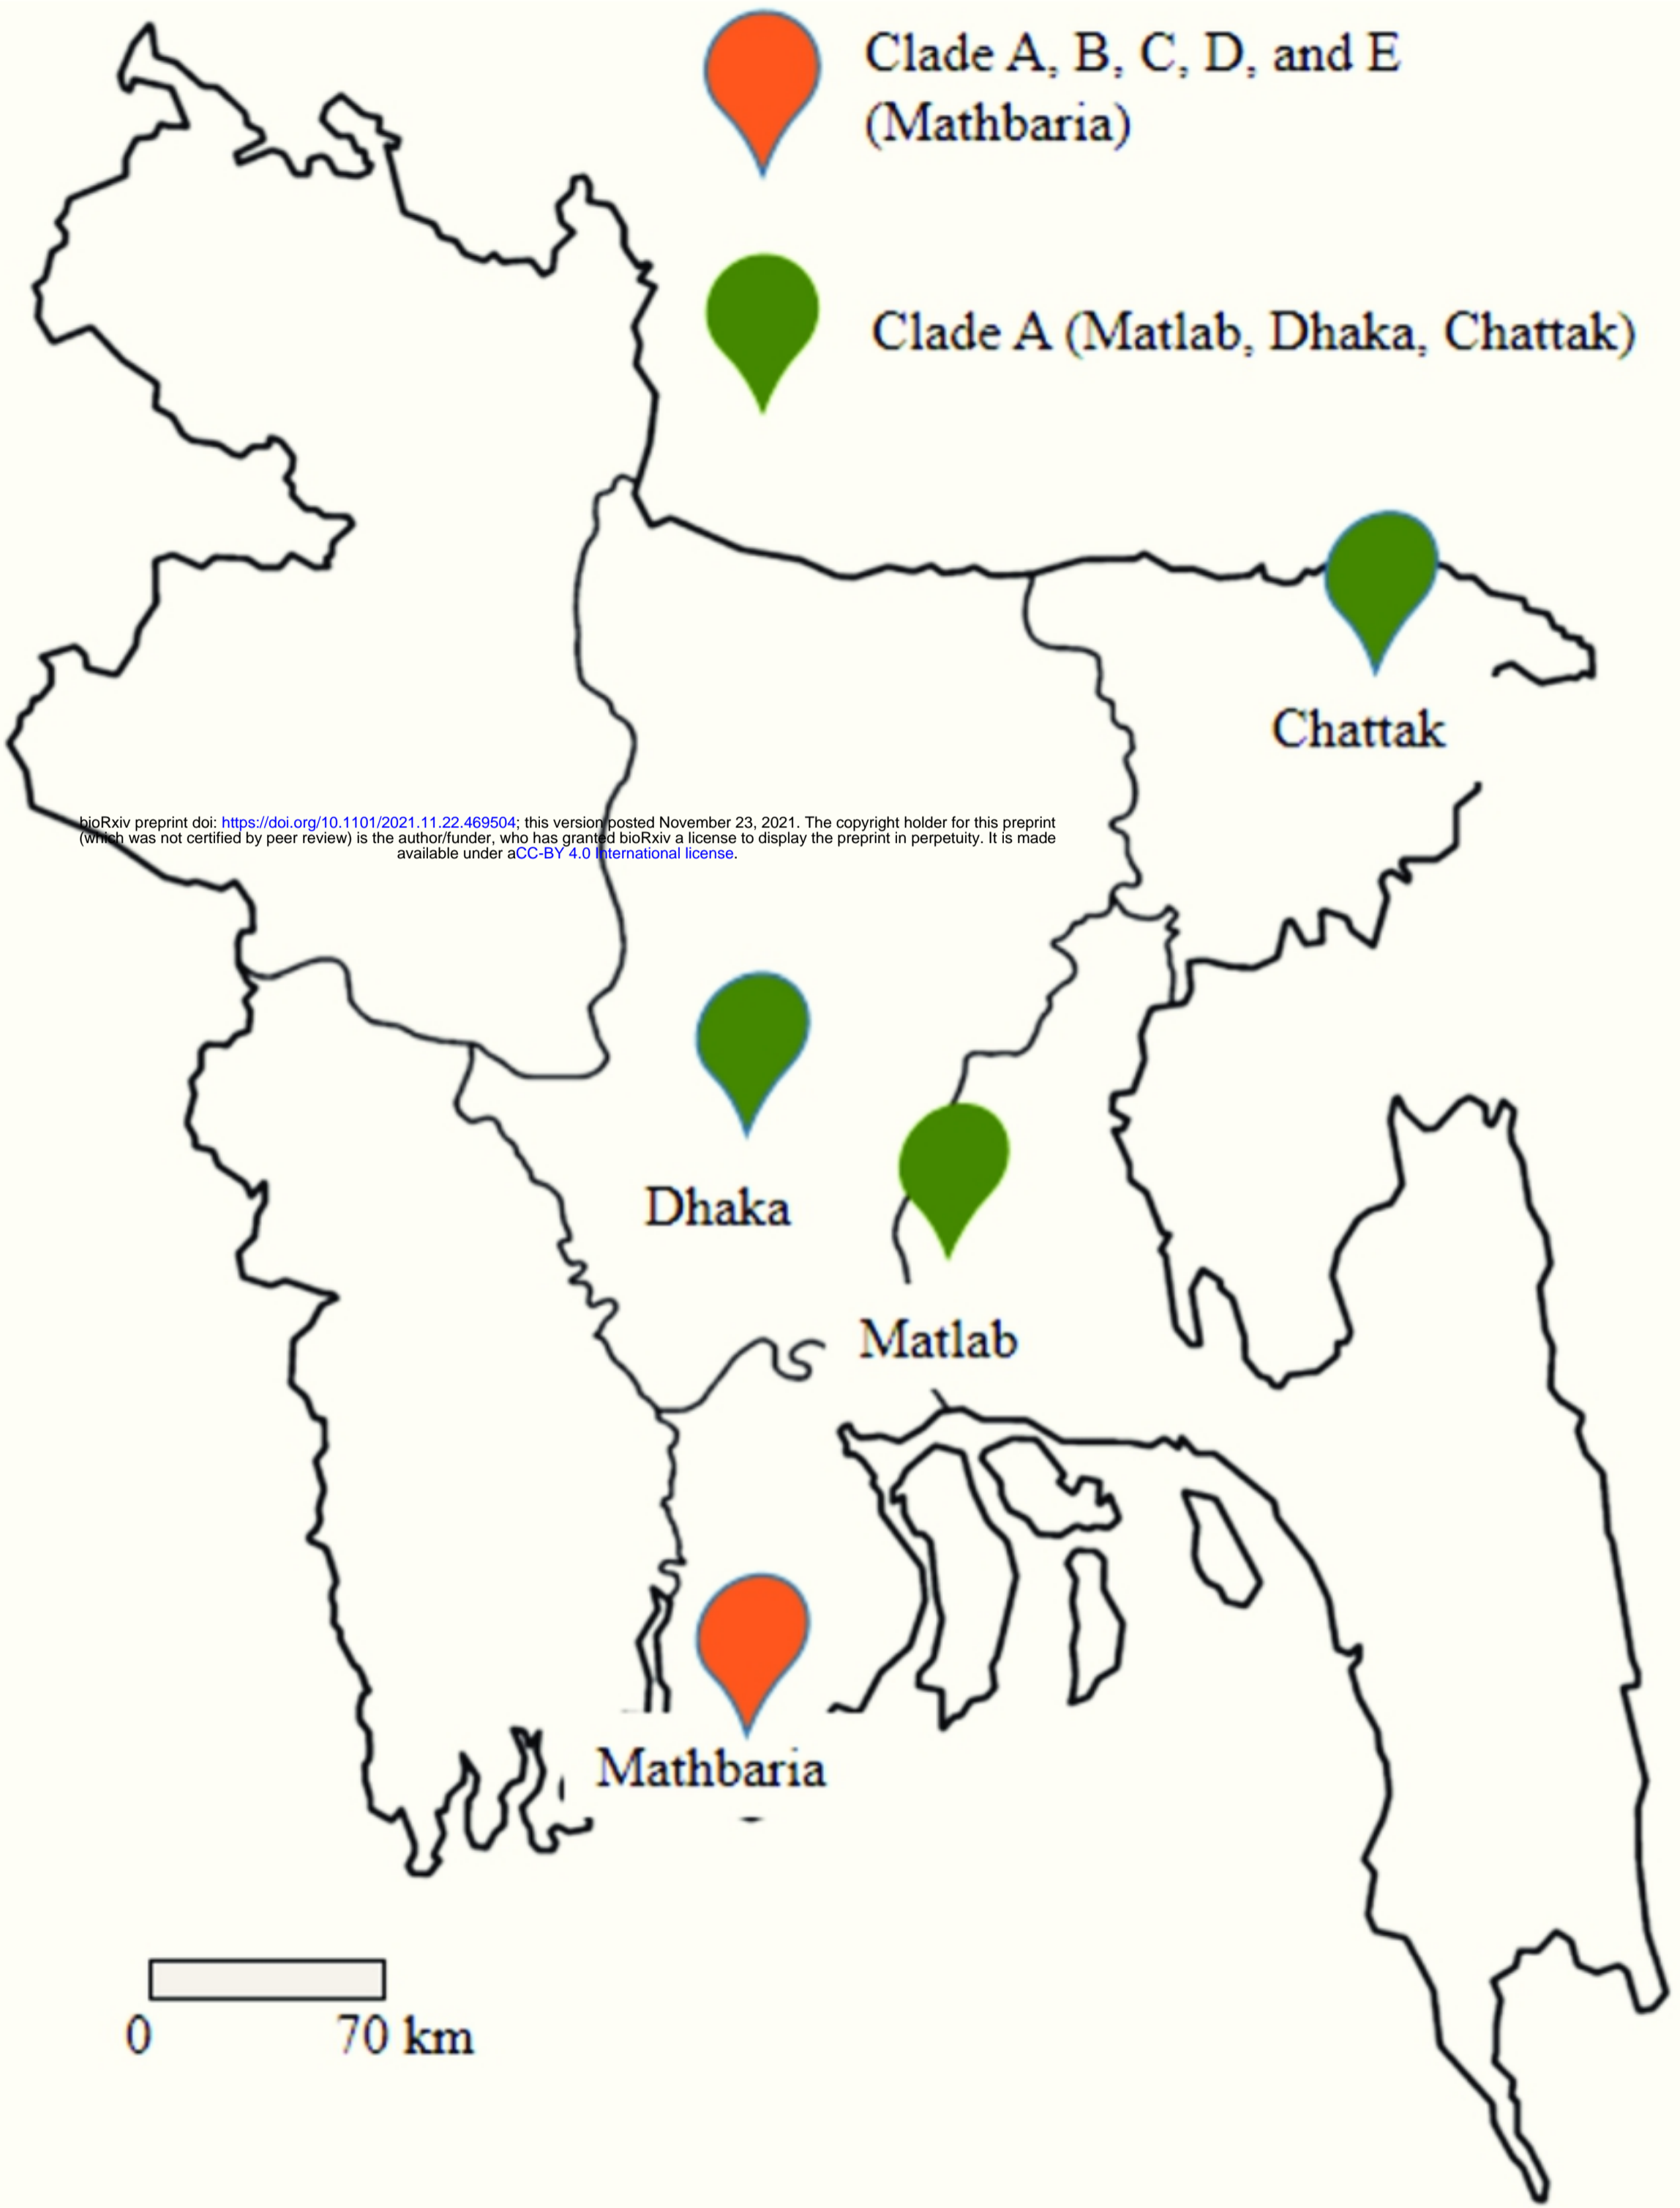 Clade A, B, C, D, and E
(Mathbaria)
Clade A (Matlab, Dhaka, Chattak)
Chattak
bioRxiv preprint doi: https://doi.org/10.1101/2021.11.22.469504; this version posted November 23, 2021. The copyright holder for this preprint
(which was not certified by peer review) is the author/funder, who has granted bioRxiv a license to display the preprint in perpetuity. It is made
available under aCC-BY 4.0 International license.
Dhaka
Matlab
Mathbaria
0 70 km